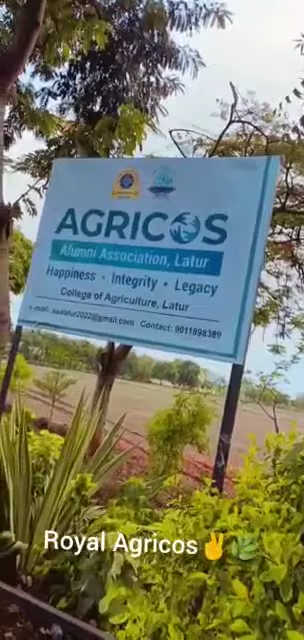 AGRICOS
Alumni Association, Latur
Happiness • Integrity • Legacy
College of Agriculture, Latur
Contact: 9011898389
Royal Agricos✌️🌿